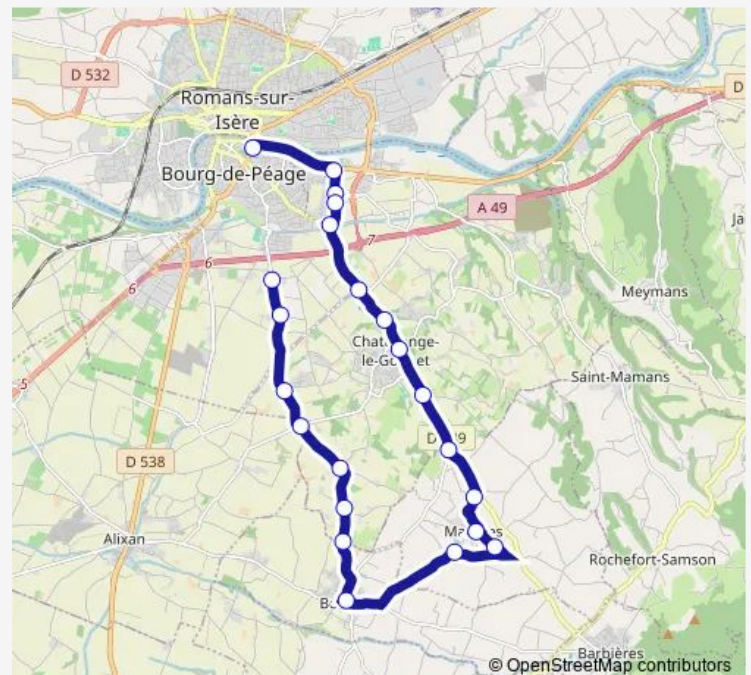 D 532
D
Romans-sur-
Isère
Bourg-de-Péage
A 49
7
6
6
Meymans
5
Saint-Mamans
D 538
Alixan
Rochefort-Samson
Barbières
© OpenStreetMap contributors